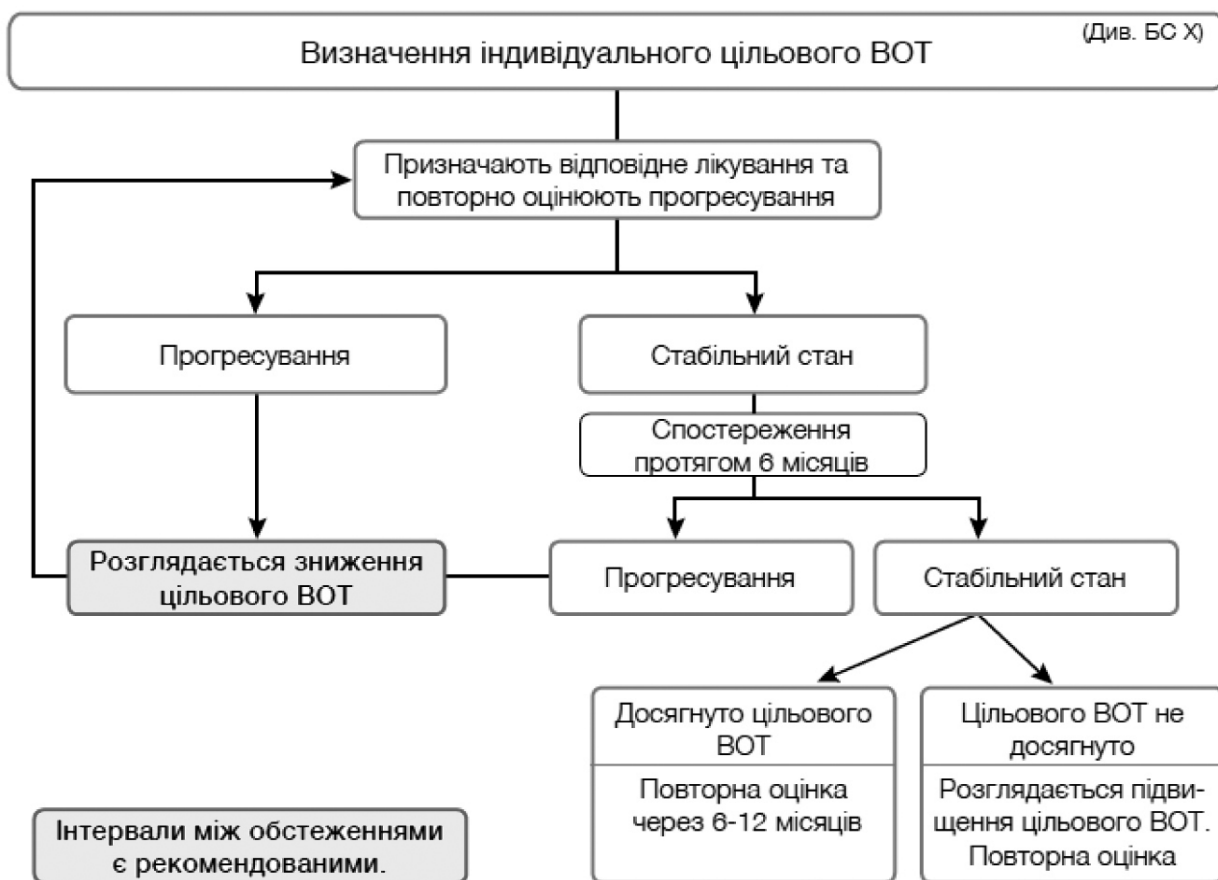 (Див. БС X)
Визначення індивідуального цільового ВОТ
Призначають відповідне лікування та
повторно оцінюють прогресування
Прогресування
Стабільний стан
Спостереження
протягом 6 місяців
Розглядається зниження
цільового ВОТ
Прогресування
Стабільний стан
Досягнуто цільового
ВОТ
Повторна оцінка
через 6-12 місяців
Цільового ВОТ не
досягнуто
Розглядається підви-
щення цільового ВОТ.
Повторна оцінка
Інтервали між обстеженнями
є рекомендованими.